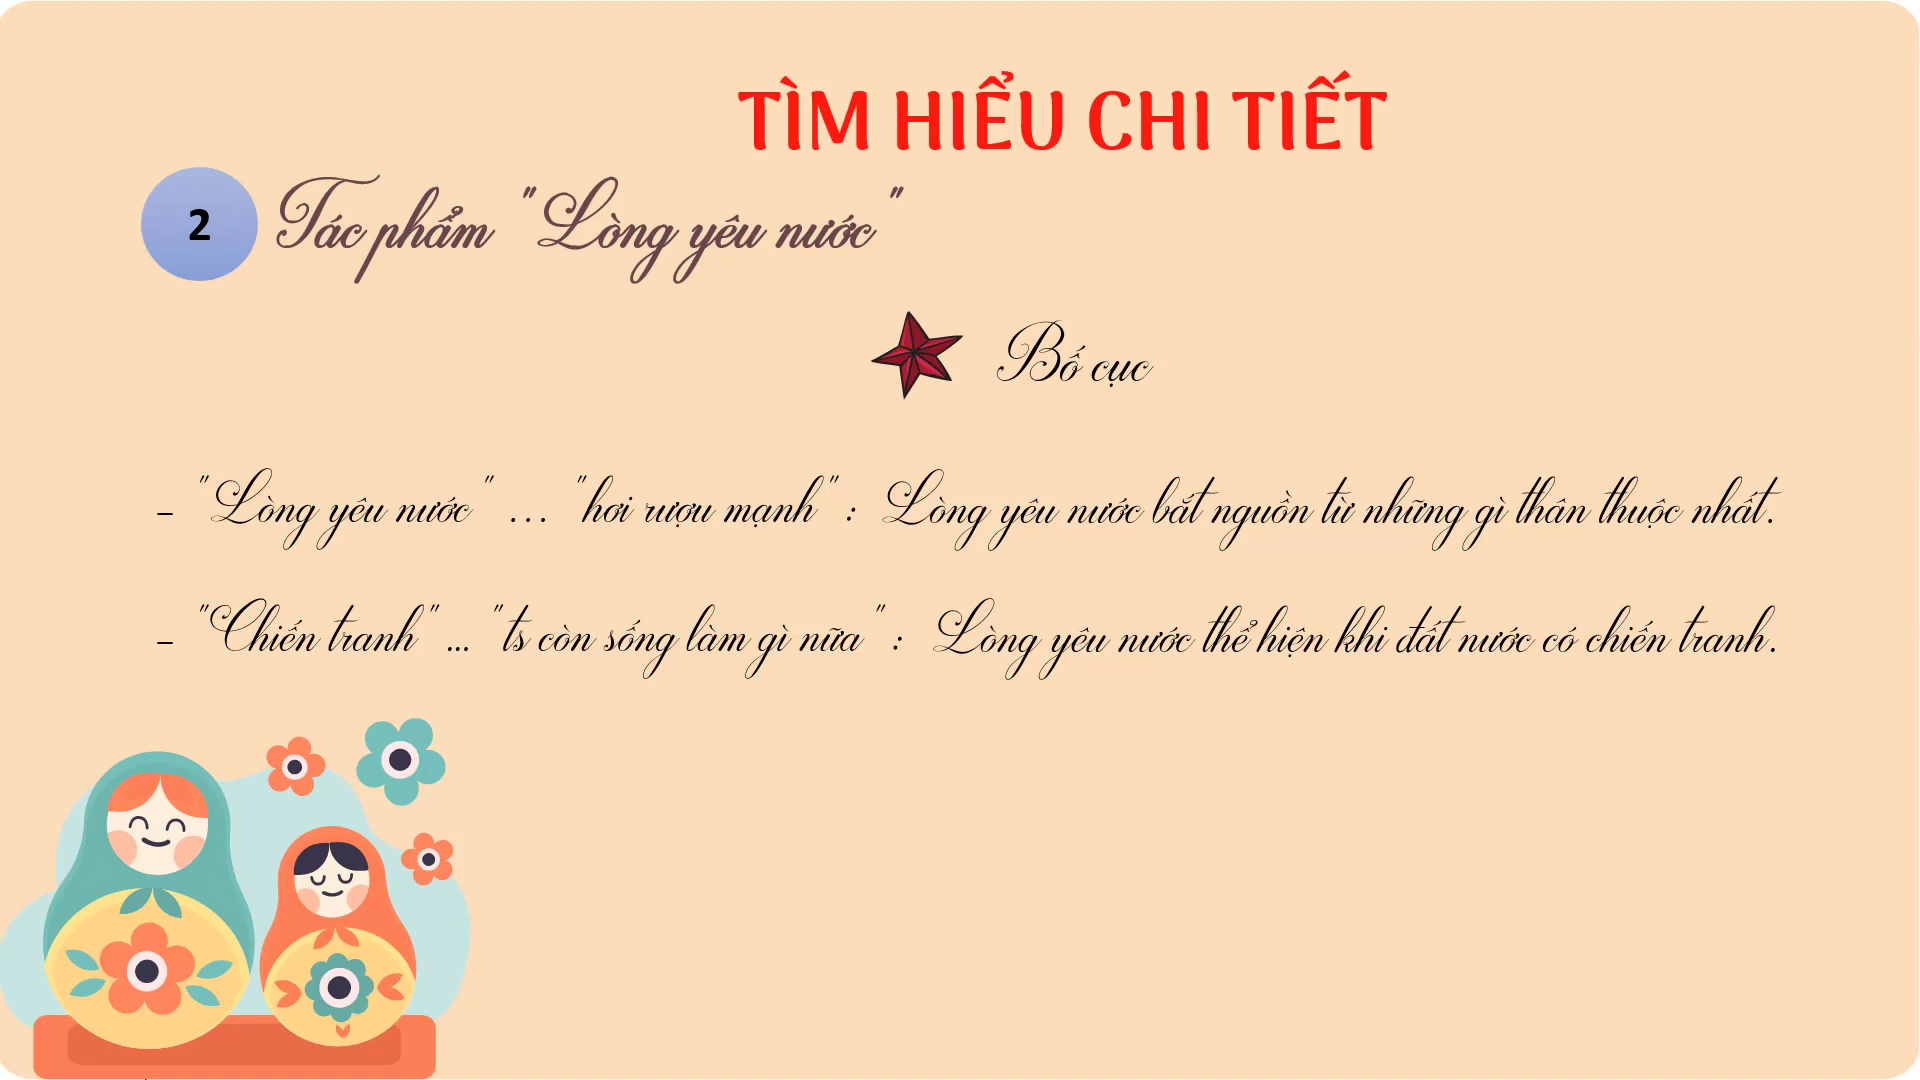 TÌM HIỂU CHI TIẾT
2 Tác phẩm "Lòng yêu nước"
Bố cục
- "Lòng yêu nước" ... "hơi rượu mạnh": Lòng yêu nước bắt nguồn từ những gì thân thuộc nhất.
- "Chiến tranh" ... "ts còn sống làm gì nữa": Lòng yêu nước thể hiện khi đất nước có chiến tranh.